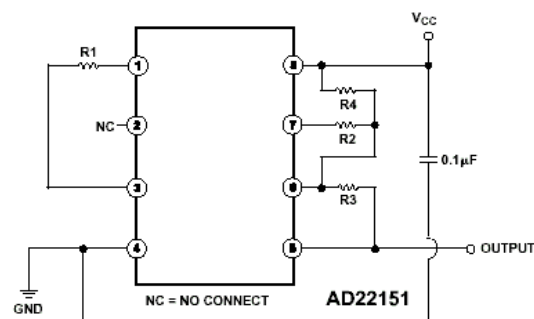 VCC
R1
1
8
R4
NC
2
7
R2
0.1µF
3
6
R3
4
5
OUTPUT
GND
NC = NO CONNECT
AD22151